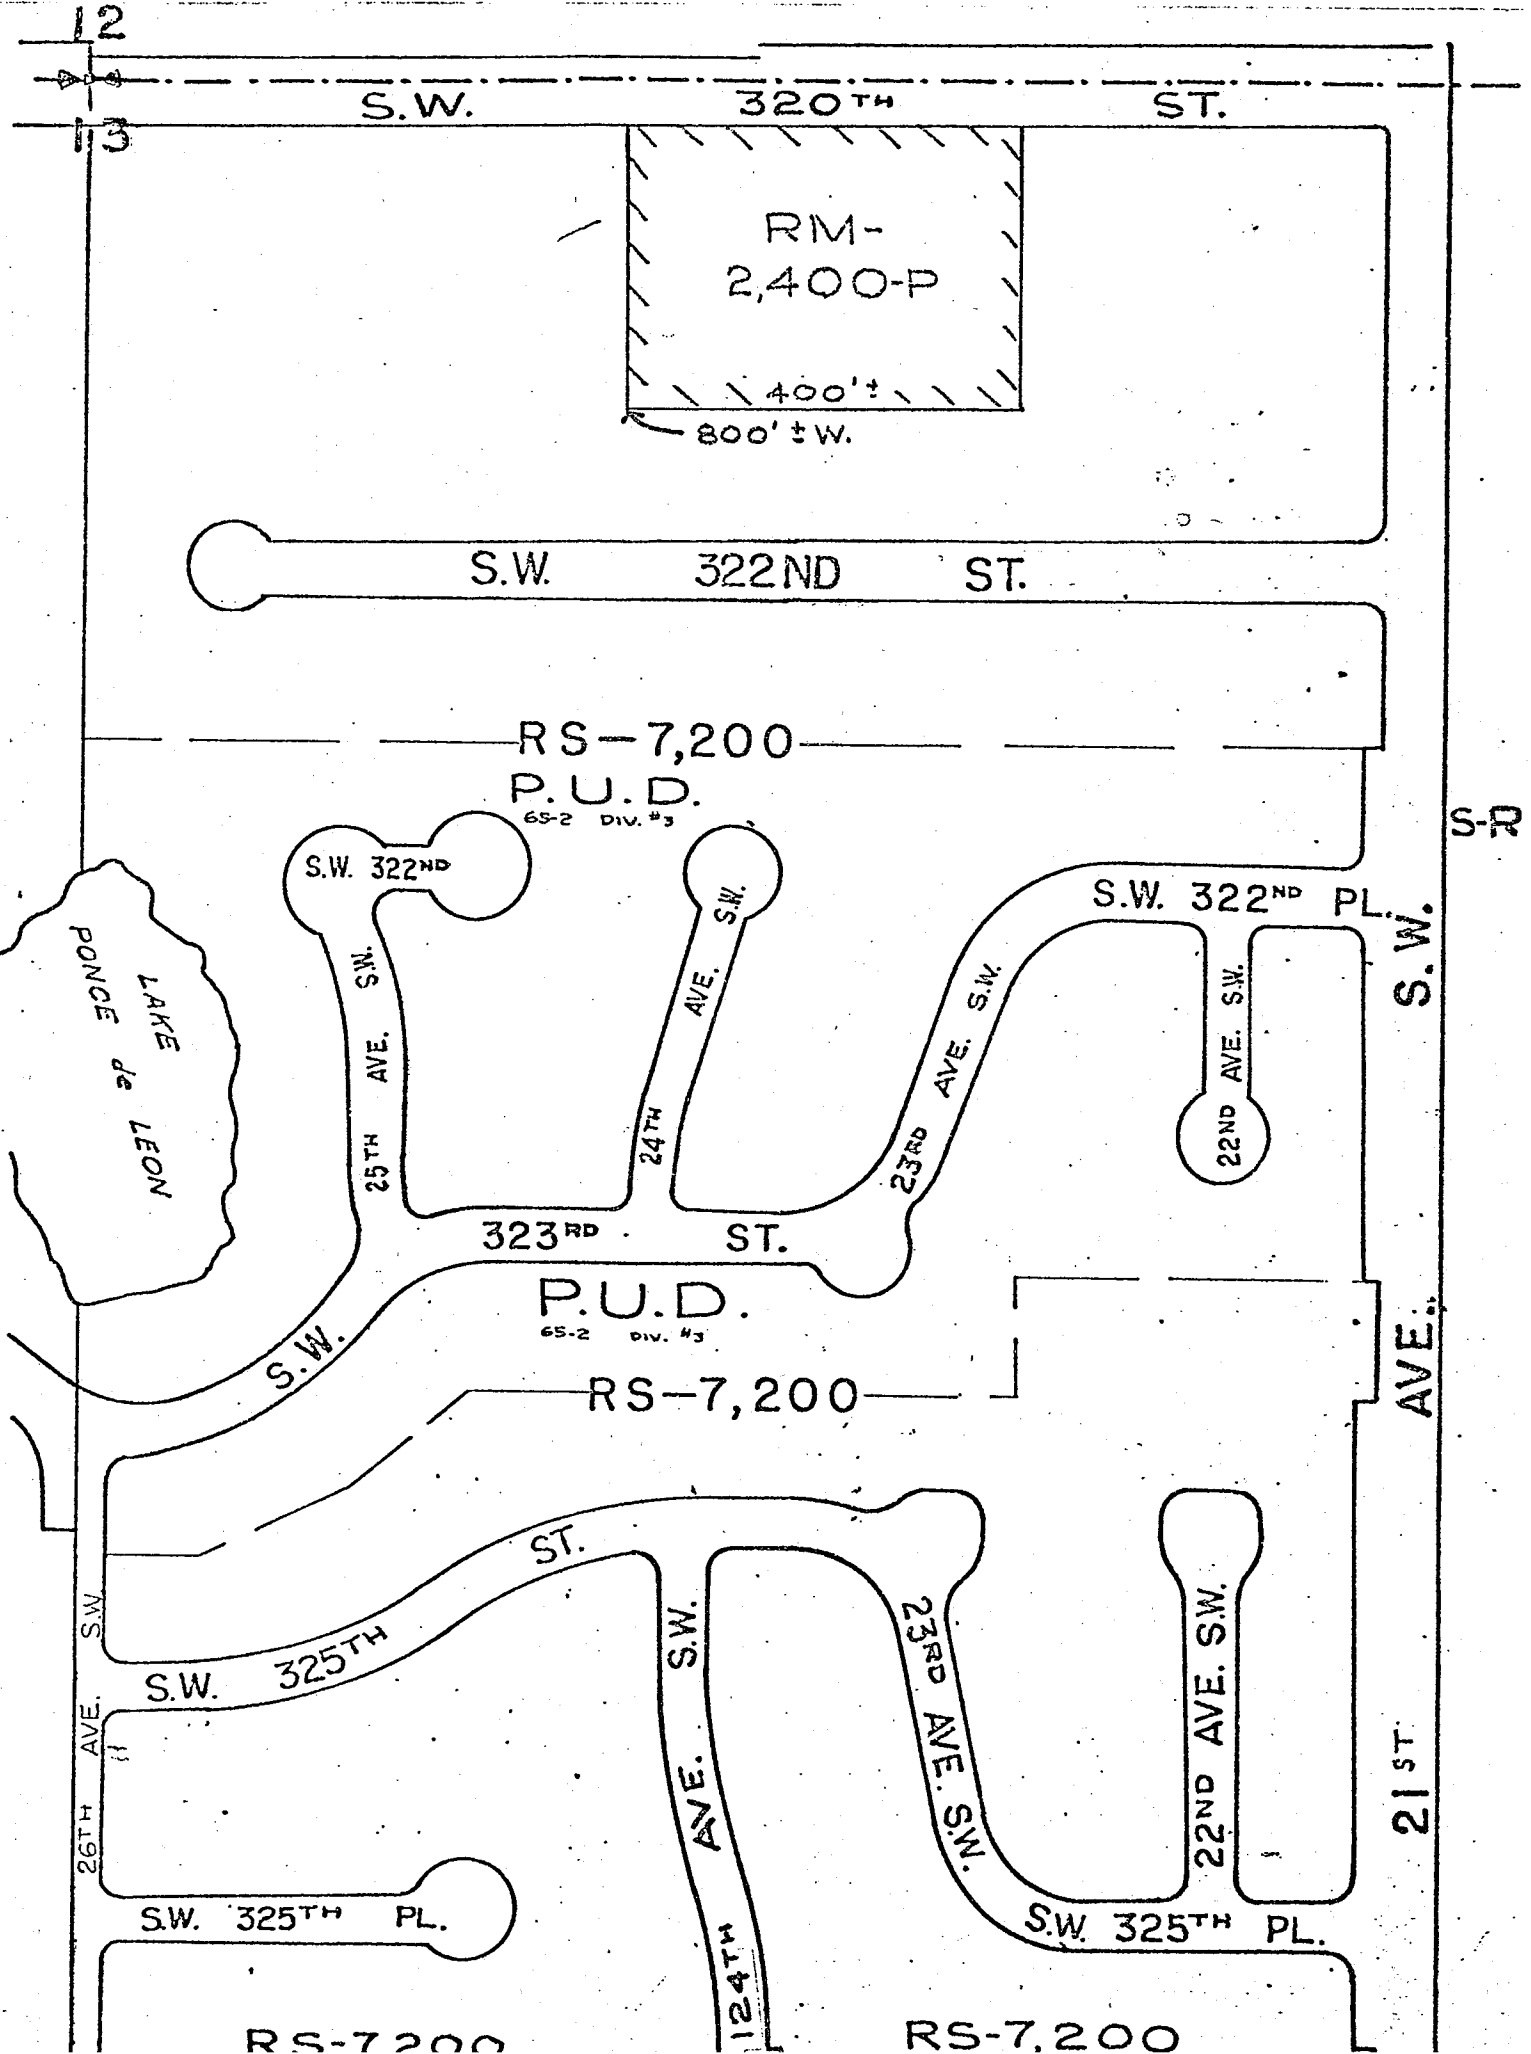 12
S.W. 320TH ST.
13
RM-
2,400-P
400'±
800'± W.
S.W. 322ND ST.
RS-7,200
P.U.D.
65-2 DIV. #3
S-R
S.W. 322ND
25TH AVE. S.W.
24TH AVE. S.W.
23RD AVE. S.W.
S.W. 322ND PL.
22ND AVE. S.W.
LAKE
PONCE de LEON
S.W. 323RD ST.
P.U.D.
65-2 DIV. #3
RS-7,200
21ST AVE. S.W.
S.W. 325TH ST.
26TH AVE. S.W.
124TH AVE. S.W.
23RD AVE. S.W.
22ND AVE. S.W.
S.W. 325TH PL.
S.W. 325TH PL.
RS-7200
RS-7,200